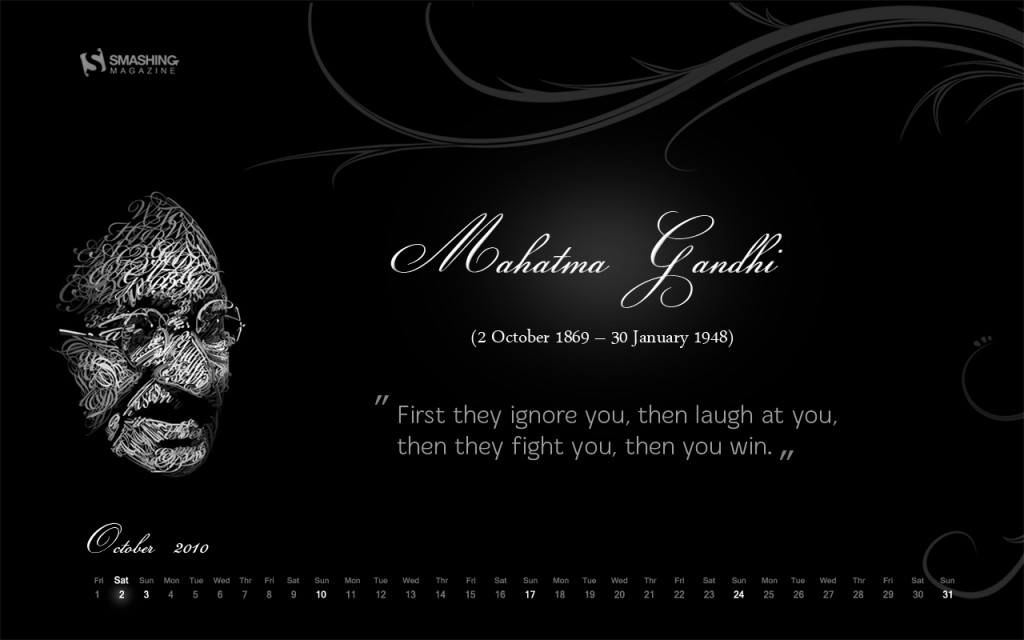 SMASHING
MAGAZINE
Mahatma Gandhi
(2 October 1869 – 30 January 1948)
"First they ignore you, then laugh at you,
then they fight you, then you win."
October 2010
Fri Sat Sun Mon Tue Wed Thr Fri Sat Sun Mon Tue Wed Thr Fri Sat Sun Mon Tue Wed Thr Fri Sat Sun Mon Tue Wed Thr Fri Sat Sun
1 2 3 4 5 6 7 8 9 10 11 12 13 14 15 16 17 18 19 20 21 22 23 24 25 26 27 28 29 30 31